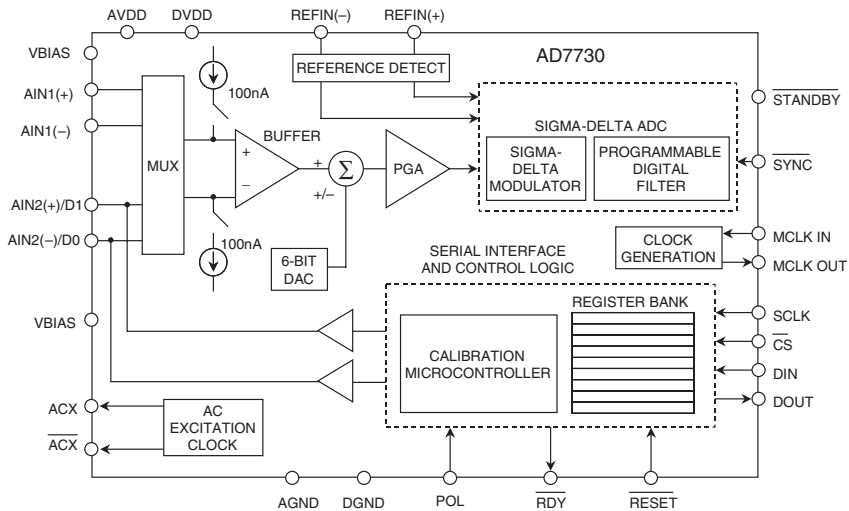 AVDD
DVDD
REFIN(–)
REFIN(+)
AD7730
VBIAS
REFERENCE DETECT
AIN1(+)
100nA
STANDBY
AIN1(–)
BUFFER
SIGMA-DELTA ADC
MUX
+
–
+
+/–
Σ
PGA
SIGMA-
DELTA
MODULATOR
PROGRAMMABLE
DIGITAL
FILTER
SYNC
AIN2(+)/D1
AIN2(–)/D0
100nA
6-BIT
DAC
SERIAL INTERFACE
AND CONTROL LOGIC
CLOCK
GENERATION
MCLK IN
MCLK OUT
VBIAS
REGISTER BANK
SCLK
CS
CALIBRATION
MICROCONTROLLER
DIN
DOUT
ACX
AC
EXCITATION
CLOCK
ACX
AGND
DGND
POL
RDY
RESET